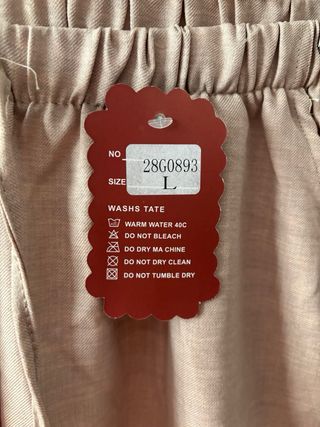 NO 28G0893
SIZE L
WASHS TATE
WARM WATER 40C
DO NOT BLEACH
DO DRY MA CHINE
DO NOT DRY CLEAN
DO NOT TUMBLE DRY